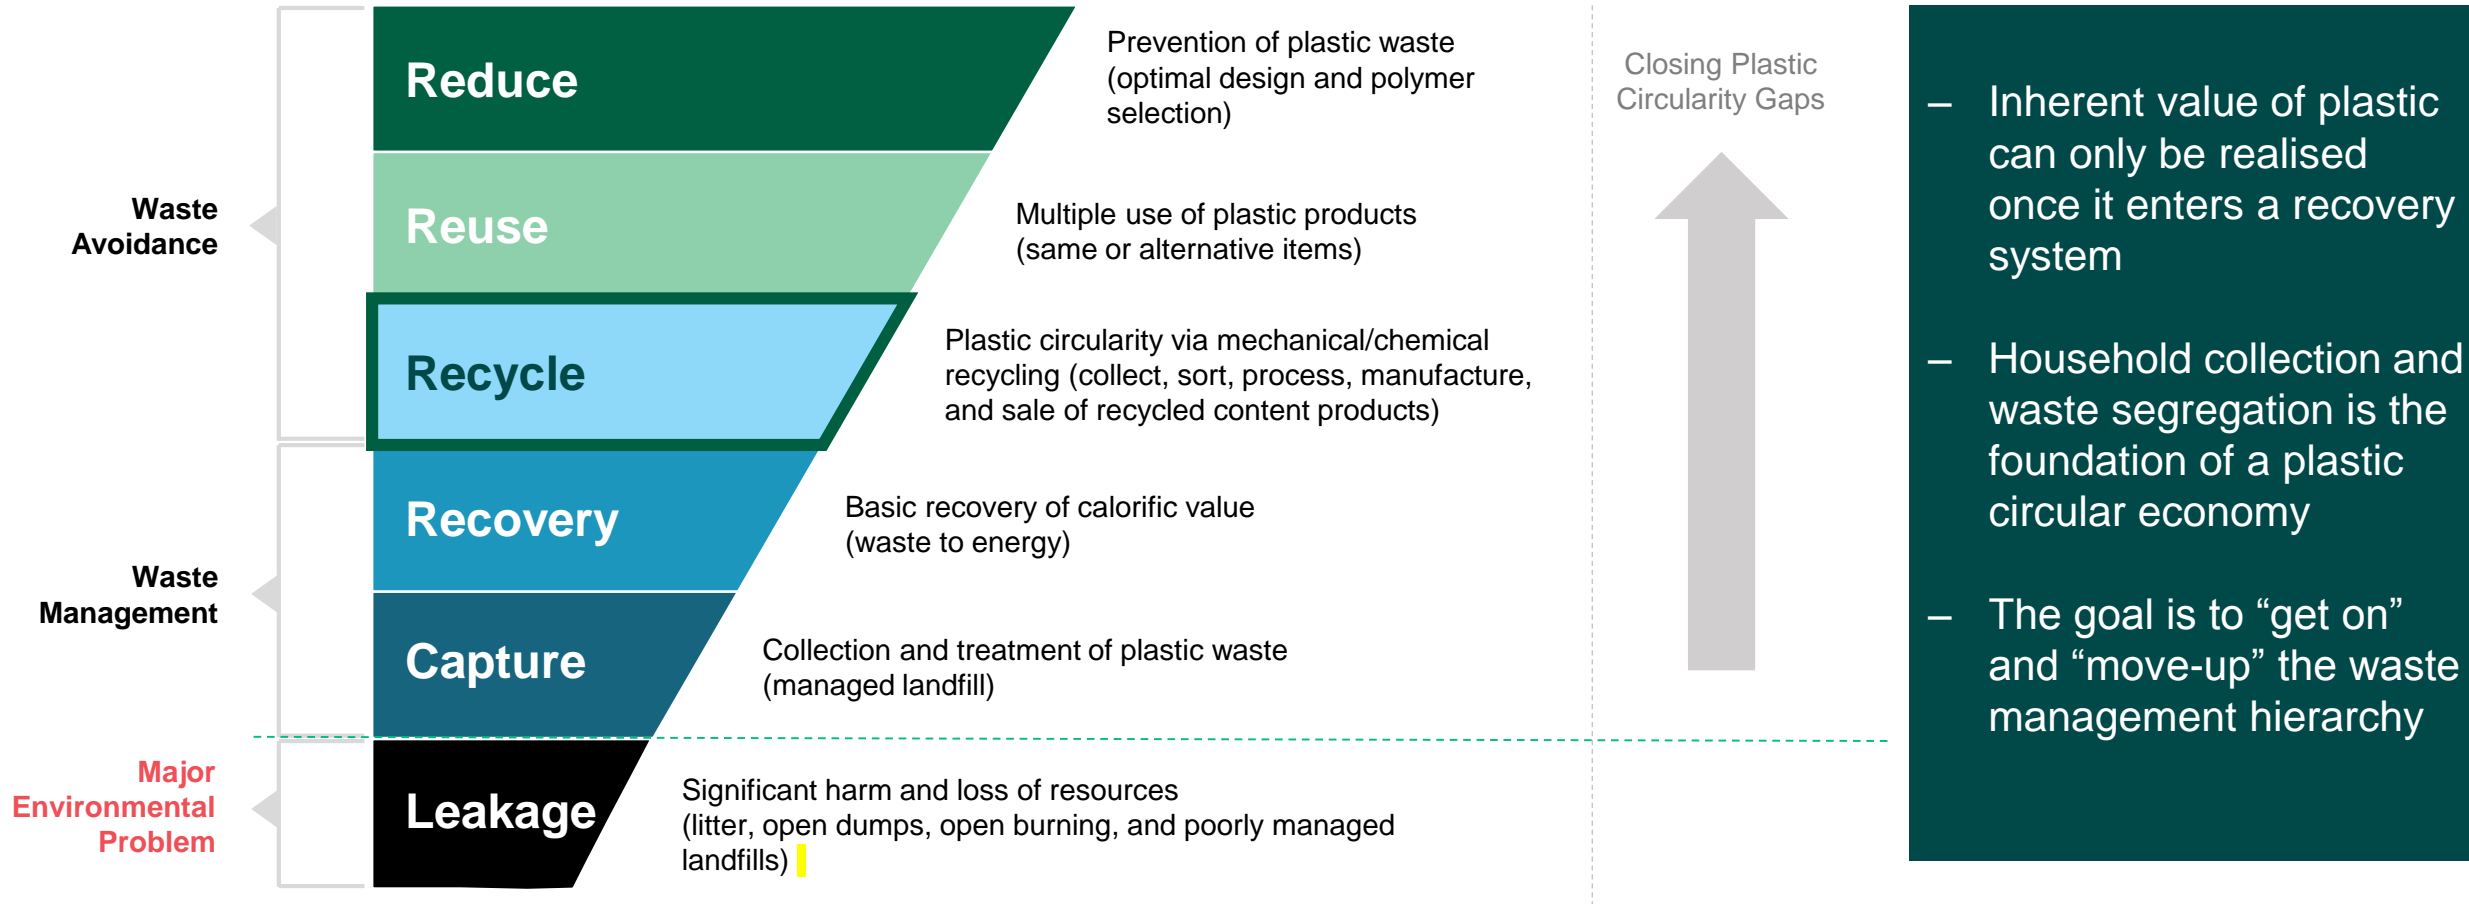 Waste
Avoidance
Waste
Management
Major
Environmental
Problem
Reduce
Prevention of plastic waste
(optimal design and polymer
selection)
Reuse
Multiple use of plastic products
(same or alternative items)
Recycle
Plastic circularity via mechanical/chemical
recycling (collect, sort, process, manufacture,
and sale of recycled content products)
Recovery
Basic recovery of calorific value
(waste to energy)
Capture
Collection and treatment of plastic waste
(managed landfill)
Leakage
Significant harm and loss of resources
(litter, open dumps, open burning, and poorly managed
landfills)
Closing Plastic
Circularity Gaps
– Inherent value of plastic
can only be realised
once it enters a recovery
system
– Household collection and
waste segregation is the
foundation of a plastic
circular economy
– The goal is to “get on”
and “move-up” the waste
management hierarchy